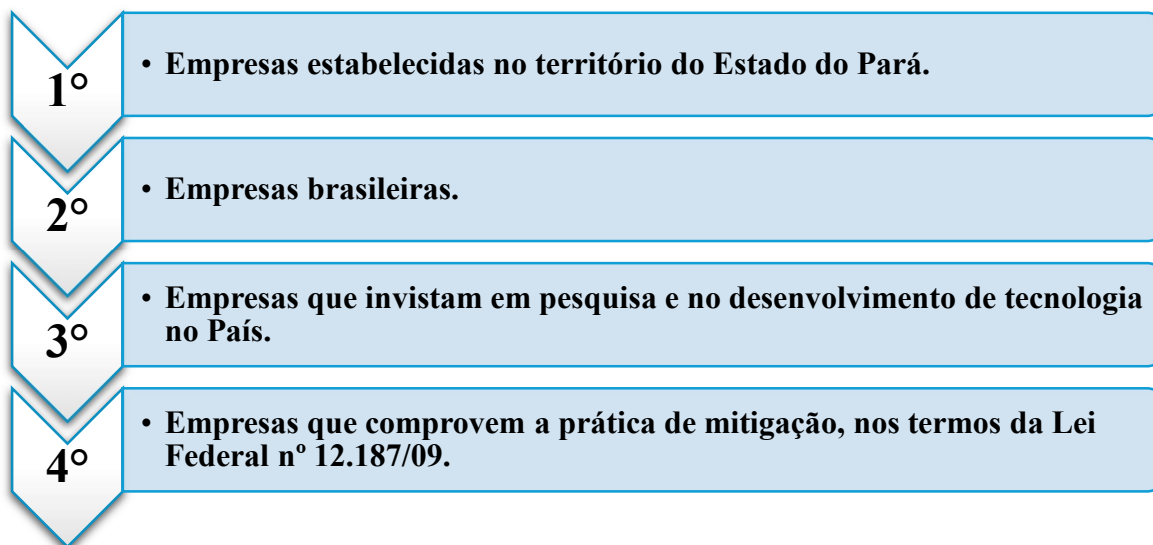 1°
• Empresas estabelecidas no território do Estado do Pará.
2°
• Empresas brasileiras.
3°
• Empresas que invistam em pesquisa e no desenvolvimento de tecnologia
no País.
4°
• Empresas que comprovem a prática de mitigação, nos termos da Lei
Federal nº 12.187/09.